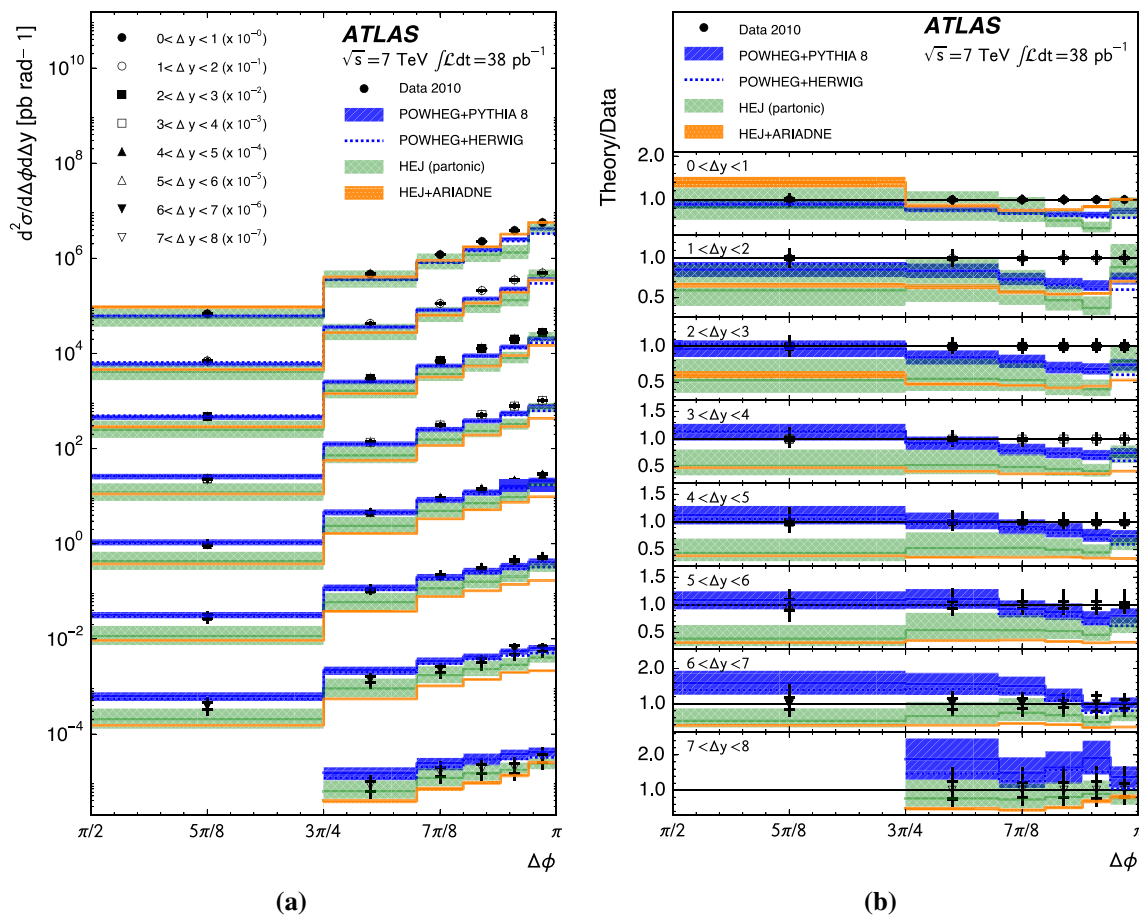 ATLAS
√s =7 TeV ∫Ldt=38 pb⁻¹
0< Δ y < 1 (x 10⁻⁰)
1< Δ y < 2 (x 10⁻¹)
2< Δ y < 3 (x 10⁻²)
3< Δ y < 4 (x 10⁻³)
4< Δ y < 5 (x 10⁻⁴)
5< Δ y < 6 (x 10⁻⁵)
6< Δ y < 7 (x 10⁻⁶)
7< Δ y < 8 (x 10⁻⁷)
Data 2010
POWHEG+PYTHIA 8
POWHEG+HERWIG
HEJ (partonic)
HEJ+ARIADNE
d²σ/dΔϕdΔy [pb rad− 1]
10¹⁰
10⁸
10⁶
10⁴
10²
10⁰
10⁻²
10⁻⁴
π/2
5π/8
3π/4
7π/8
π
Δϕ
(a)
ATLAS
√s =7 TeV ∫Ldt=38 pb⁻¹
Data 2010
POWHEG+PYTHIA 8
POWHEG+HERWIG
HEJ (partonic)
HEJ+ARIADNE
Theory/Data
2.0
0<Δy<1
1.0
1<Δy<2
1.0
0.5
2<Δy<3
1.0
0.5
1.5
3<Δy<4
1.0
0.5
1.5
4<Δy<5
1.0
0.5
1.5
5<Δy<6
1.0
0.5
6<Δy<7
2.0
1.0
7<Δy<8
2.0
1.0
π/2
5π/8
3π/4
7π/8
π
Δϕ
(b)